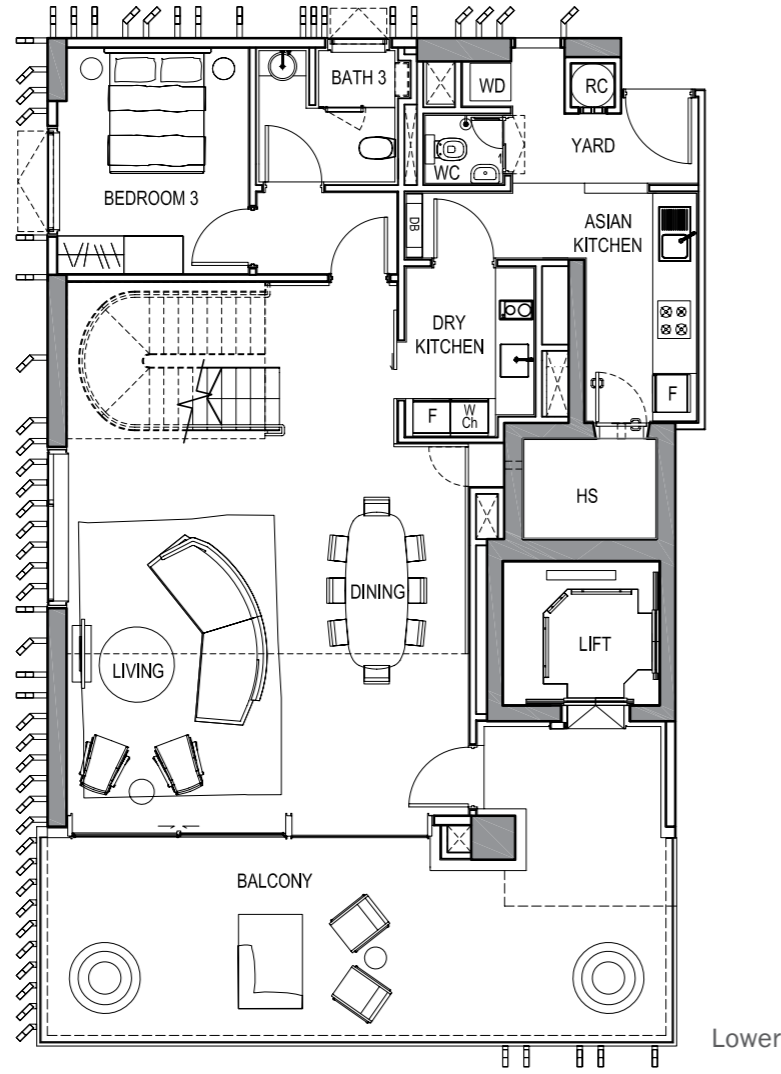 BATH 3
WD
RC
YARD
WC
BEDROOM 3
DB
ASIAN
KITCHEN
DRY
KITCHEN
F
F
W
Ch
HS
DINING
LIFT
LIVING
BALCONY
Lower